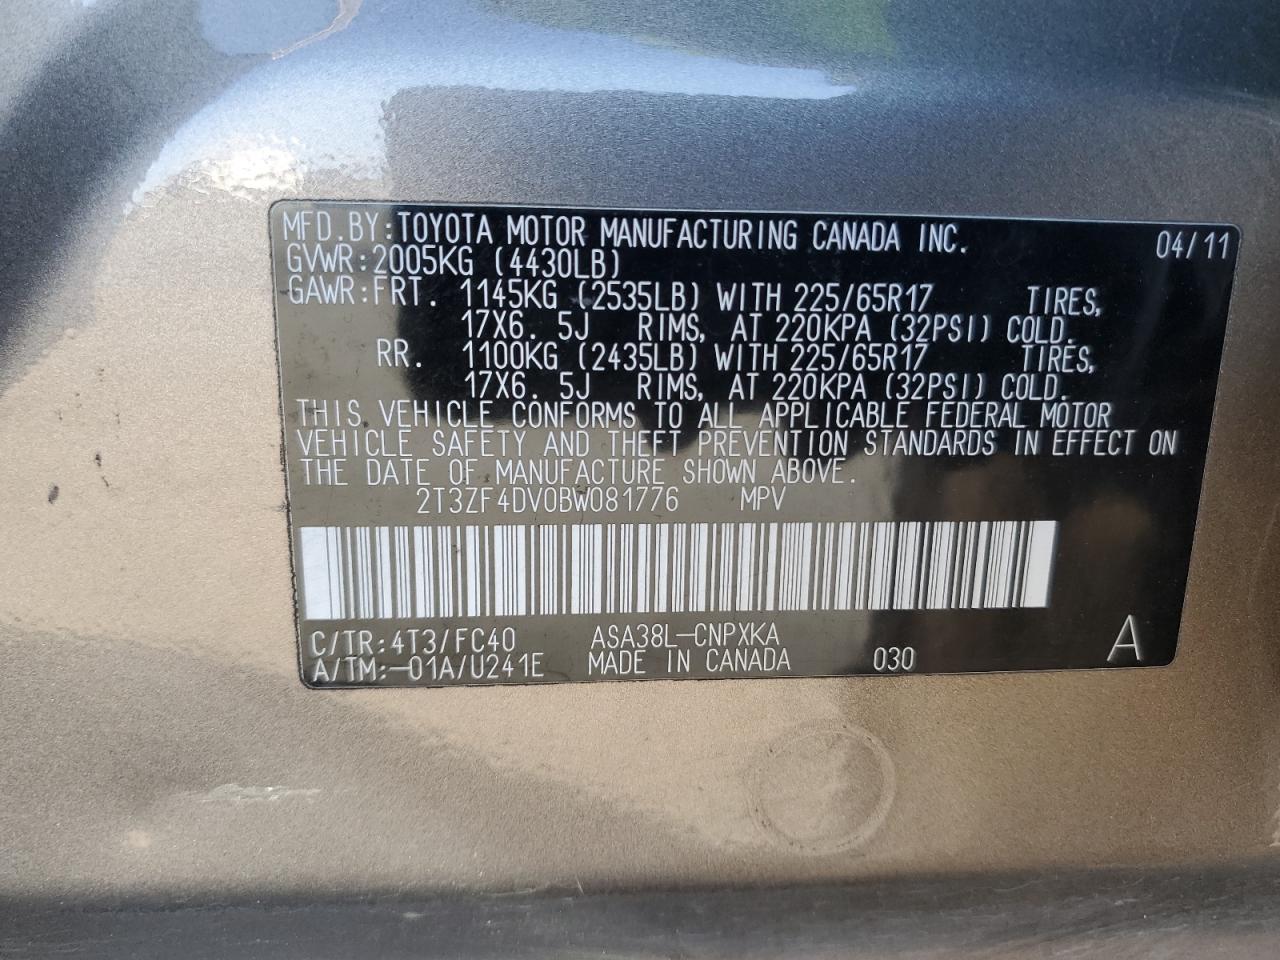 MFD.BY:TOYOTA MOTOR MANUFACTURING CANADA INC. 04/11
GVWR:2005KG (4430LB)
GAWR:FRT. 1145KG (2535LB) WITH 225/65R17 TIRES,
17X6. 5J RIMS, AT 220KPA (32PSI) COLD.
RR. 1100KG (2435LB) WITH 225/65R17 TIRES,
17X6. 5J RIMS, AT 220KPA (32PSI) COLD.
THIS VEHICLE CONFORMS TO ALL APPLICABLE FEDERAL MOTOR
VEHICLE SAFETY AND THEFT PREVENTION STANDARDS IN EFFECT ON
THE DATE OF MANUFACTURE SHOWN ABOVE.
2T3ZF4DV0BW081776 MPV
C/TR:4T3/FC40 ASA38L-CNPXKA
A/TM:-01A/U241E MADE IN CANADA 030 A